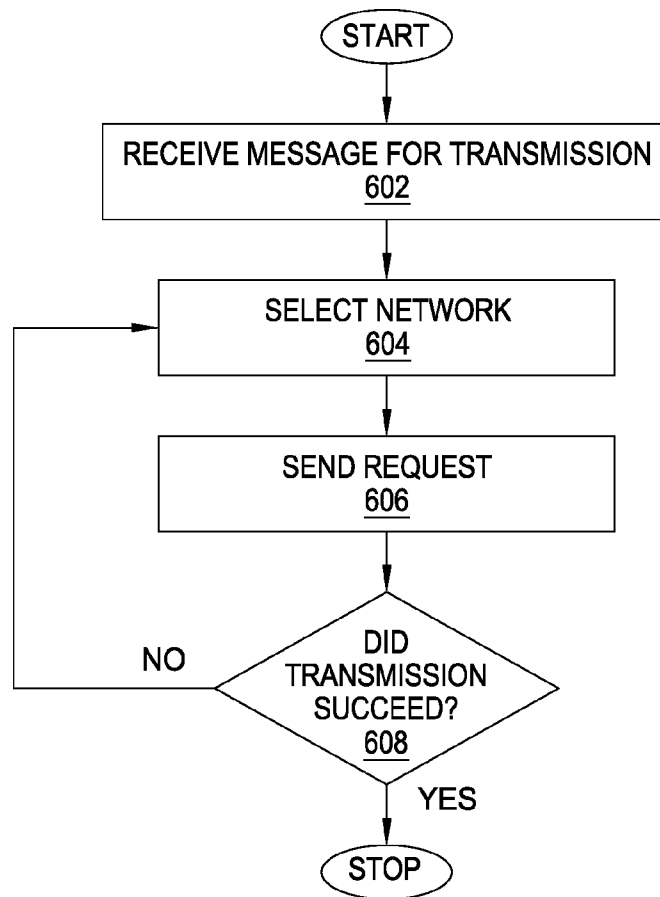 START
RECEIVE MESSAGE FOR TRANSMISSION
602
SELECT NETWORK
604
SEND REQUEST
606
DID
TRANSMISSION
SUCCEED?
608
NO
YES
STOP